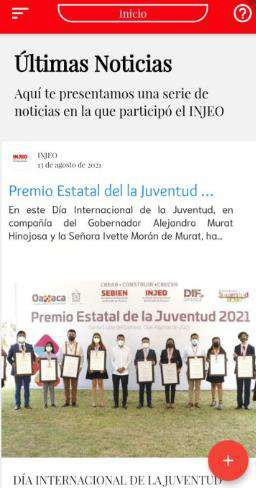 Inicio
Últimas Noticias
Aquí te presentamos una serie de
noticias en la que participó el INJEO
INJEO
INJEO
13 de agosto de 2021
Premio Estatal del la Juventud ...
En este Día Internacional de la Juventud, en
compañía del Gobernador Alejandro Murat
Hinojosa y la Señora Ivette Morán de Murat, ha...
CREAR • CONSTRUIR • CRECER
Oaxaca SEBIEN INJEO DIF
Premio Estatal de la Juventud 2021
DÍA INTERNACIONAL DE LA JUVENTUD